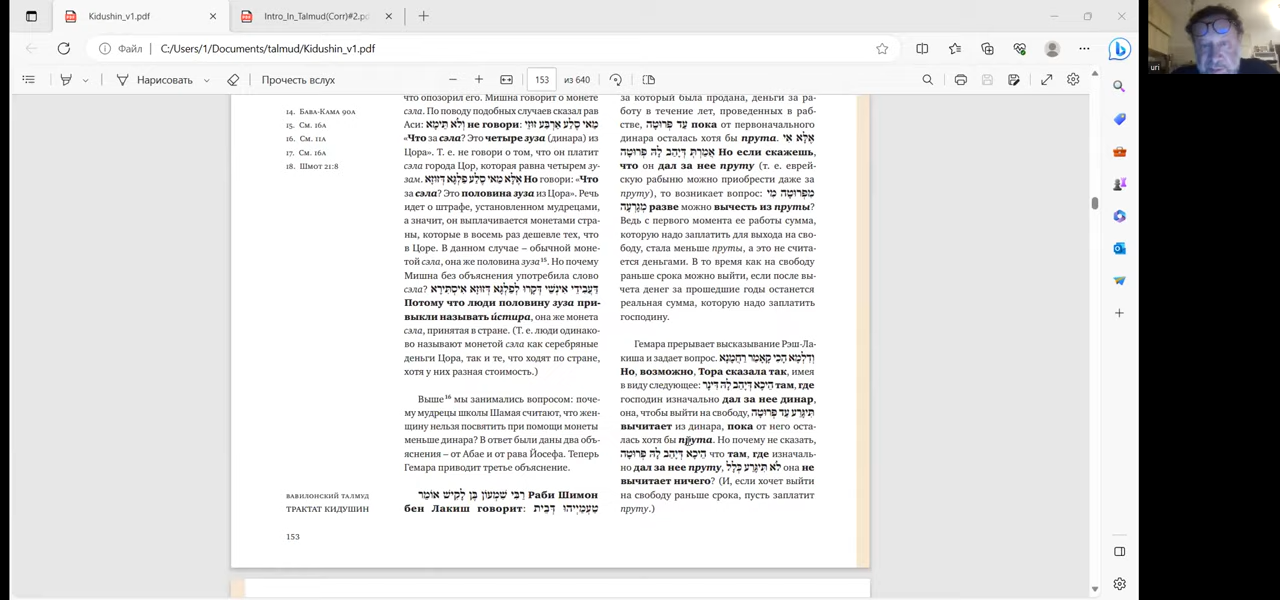 Kidushin_v1.pdf
Intro_In_Talmud(Corr)#2.pd
Файл
C:/Users/1/Documents/talmud/Kidushin_v1.pdf
Нарисовать
Прочесть вслух
153
из 640
uri
14. Бава-Кама 90А
15. См. 16А
16. См. 11А
17. См. 16А
18. Шмот 21:8
что опозорил его. Мишна говорит о монете
сэла. По поводу подобных случаев сказал рав
Аси: וְלֹא תֵּימָא не говори: מַאי סֶלַע אַרְבַּע זוּזֵי
«Что за сэла? Это четыре зуза (динара) из
Цора». Т. е. не говори о том, что он платит
сэла города Цор, которая равна четырем зу-
зам. אֶלָּא מַאי סֶלַע פַּלְגָּא דְּזוּזָא Но говори: «Что
за сэла? Это половина зуза из Цора». Речь
идет о штрафе, установленном мудрецами,
а значит, он выплачивается монетами стра-
ны, которые в восемь раз дешевле тех, что
в Цоре. В данном случае – обычной моне-
той сэла, она же половина зуза¹⁵. Но почему
Мишна без объяснения употребила слово
сэла? דַּעֲבִידִי אִינְשֵׁי דְּקָרוּ לְפַלְגָּא דְּזוּזָא אִיסְתֵּירָא
Потому что люди половину зуза при-
выкли называть и́стира, она же монета
сэла, принятая в стране. (Т. е. люди одинако-
во называют монетой сэла как серебряные
деньги Цора, так и те, что ходят по стране,
хотя у них разная стоимость.)
Выше¹⁶ мы занимались вопросом: поче-
му мудрецы школы Шамая считают, что жен-
щину нельзя посвятить при помощи монеты
меньше динара? В ответ были даны два объ-
яснения – от Абае и от рава Йосефа. Теперь
Гемара приводит третье объяснение.
רַבִּי שִׁמְעוֹן בֶּן לָקִישׁ אוֹמֵר Раби Шимон
бен Лакиш говорит: טַעְמַיְיהוּ דְּבֵית
за который была продана, деньги за ра-
боту в течение лет, проведенных в раб-
стве, עַד פְּרוּטָה пока от первоначального
динара осталась хотя бы прута. אֶלָּא אִי
אָמְרַתְּ דְּיָהֵב לַהּ פְּרוּטָה Но если скажешь,
что он дал за нее пруту (т. е. еврей-
скую рабыню можно приобрести даже за
пруту), то возникает вопрос: מִפְּרוּטָה מִי
מְגָרְעָה разве можно вычесть из пруты?
Ведь с первого момента ее работы сумма,
которую надо заплатить для выхода на сво-
боду, стала меньше пруты, а это не счита-
ется деньгами. В то время как на свободу
раньше срока можно выйти, если после вы-
чета денег за прошедшие годы останется
реальная сумма, которую надо заплатить
господину.
Гемара прерывает высказывание Рэш-Ла-
киша и задает вопрос. וְדִלְמָא הָכִי קָאָמַר רַחֲמָנָא
Но, возможно, Тора сказала так, имея
в виду следующее: הֵיכָא דְּיָהֵב לַהּ דִּינָר там, где
господин изначально дал за нее динар,
она, чтобы выйти на свободу, תִּיגָּרַע עַד פְּרוּטָה
вычитает из динара, пока от него оста-
лась хотя бы прута. Но почему не сказать,
הֵיכָא דְּיָהֵב לַהּ פְּרוּטָה что там, где изначаль-
но дал за нее пруту, לֹא תִּיגָּרַע כְּלָל она не
вычитает ничего? (И, если хочет выйти
на свободу раньше срока, пусть заплатит
пруту.)
ВАВИЛОНСКИЙ ТАЛМУД
ТРАКТАТ КИДУШИН
153